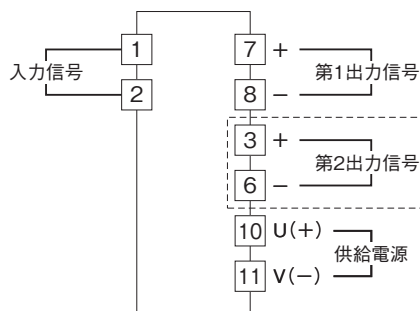 1
7 +
入力信号
第1出力信号
2
8 −
3 +
第2出力信号
6 −
10 U(+)
供給電源
11 V(−)